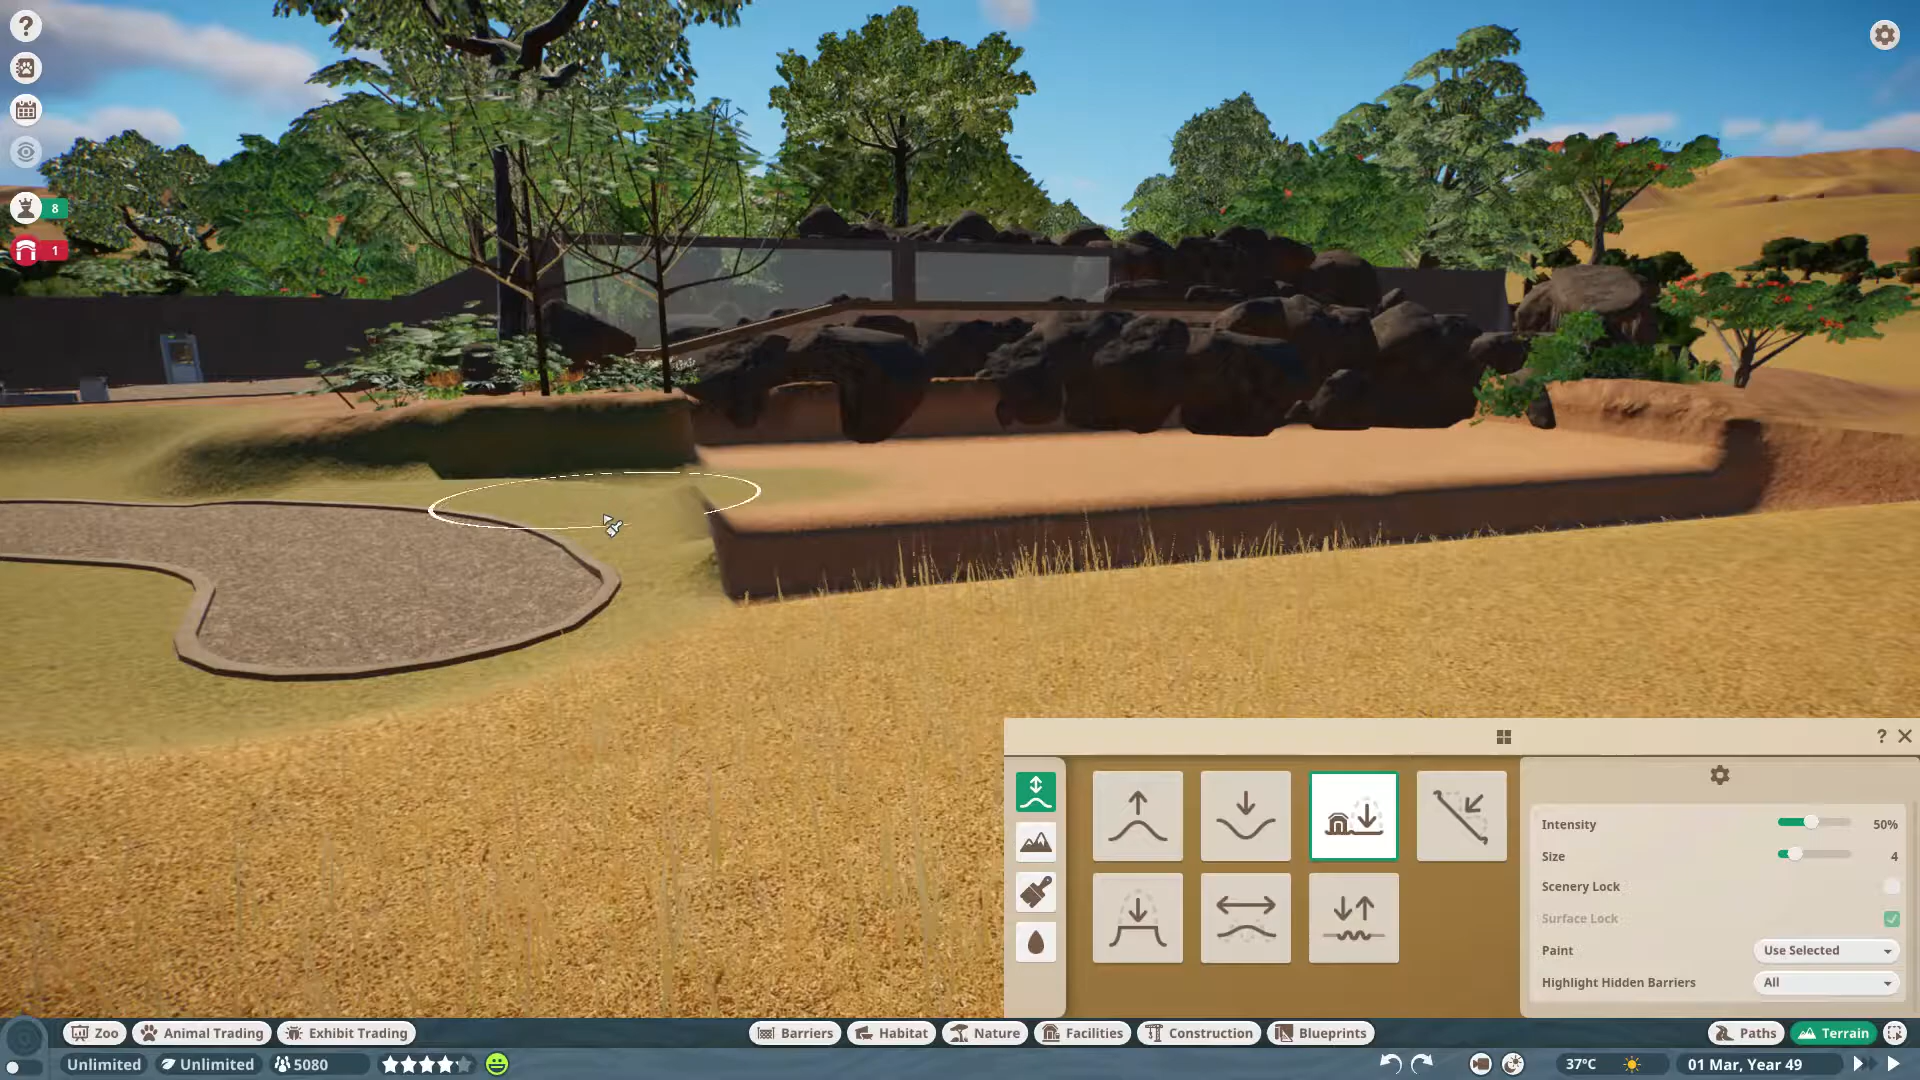 ?
8
1
?
Intensity 50%
Size 4
Scenery Lock
Surface Lock
Paint Use Selected
Highlight Hidden Barriers All
Zoo Animal Trading Exhibit Trading Barriers Habitat Nature Facilities Construction Blueprints Paths Terrain
Unlimited Unlimited 5080 37°C 01 Mar, Year 49